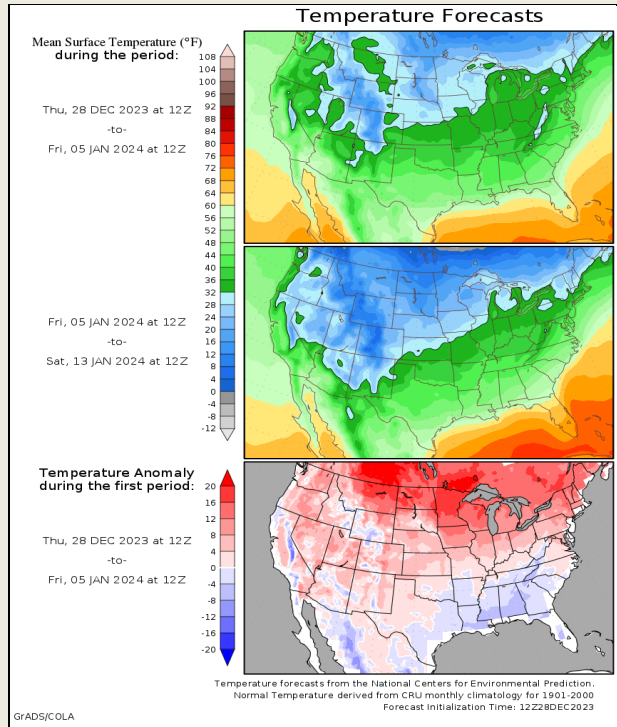 Temperature Forecasts
Mean Surface Temperature (°F)
during the period:
Thu, 28 DEC 2023 at 12Z
-to-
Fri, 05 JAN 2024 at 12Z
108
104
100
96
92
88
84
80
76
72
68
64
60
56
52
48
44
40
36
32
28
24
20
16
12
8
4
0
-4
-8
-12
Fri, 05 JAN 2024 at 12Z
-to-
Sat, 13 JAN 2024 at 12Z
Temperature Anomaly
during the first period:
Thu, 28 DEC 2023 at 12Z
-to-
Fri, 05 JAN 2024 at 12Z
20
16
12
8
4
0
-4
-8
-12
-16
-20
Temperature forecasts from the National Centers for Environmental Prediction.
Normal Temperature derived from CRU monthly climatology for 1901-2000
Forecast Initialization Time: 12Z28DEC2023
GrADS/COLA